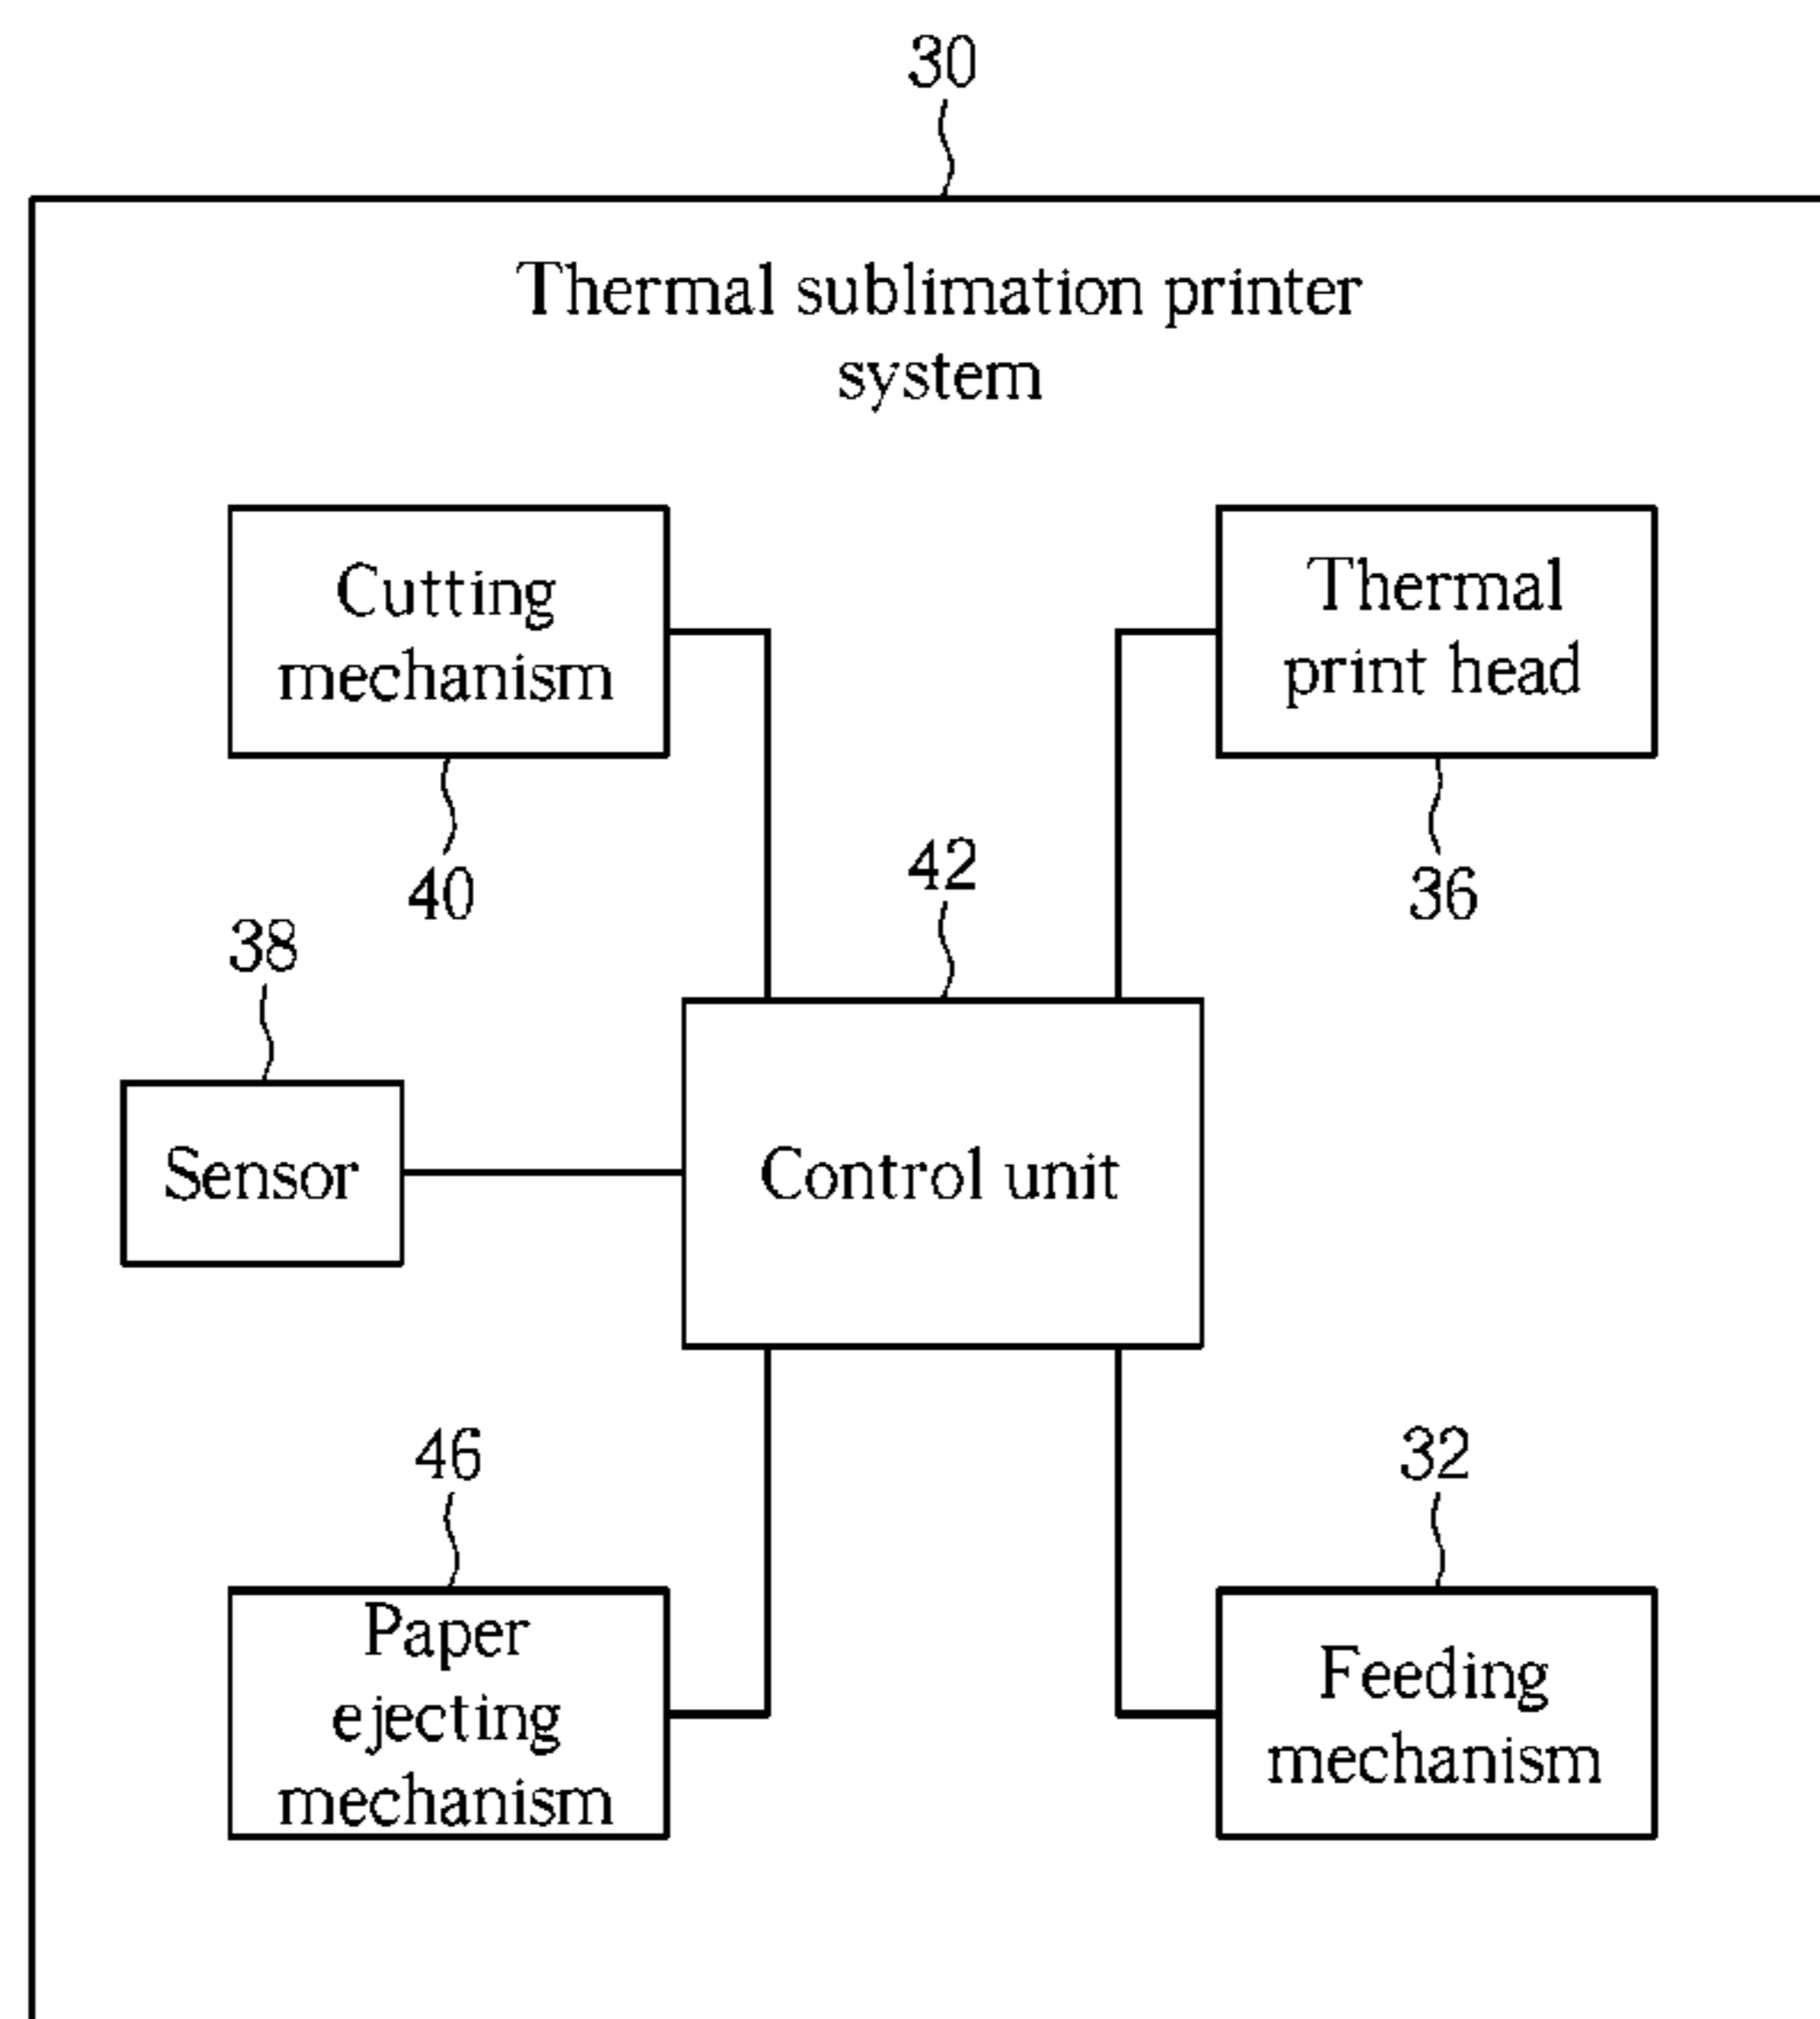 30
Thermal sublimation printer
system
Cutting
mechanism
Thermal
print head
40
42
36
38
Sensor
Control unit
46
32
Paper
ejecting
mechanism
Feeding
mechanism